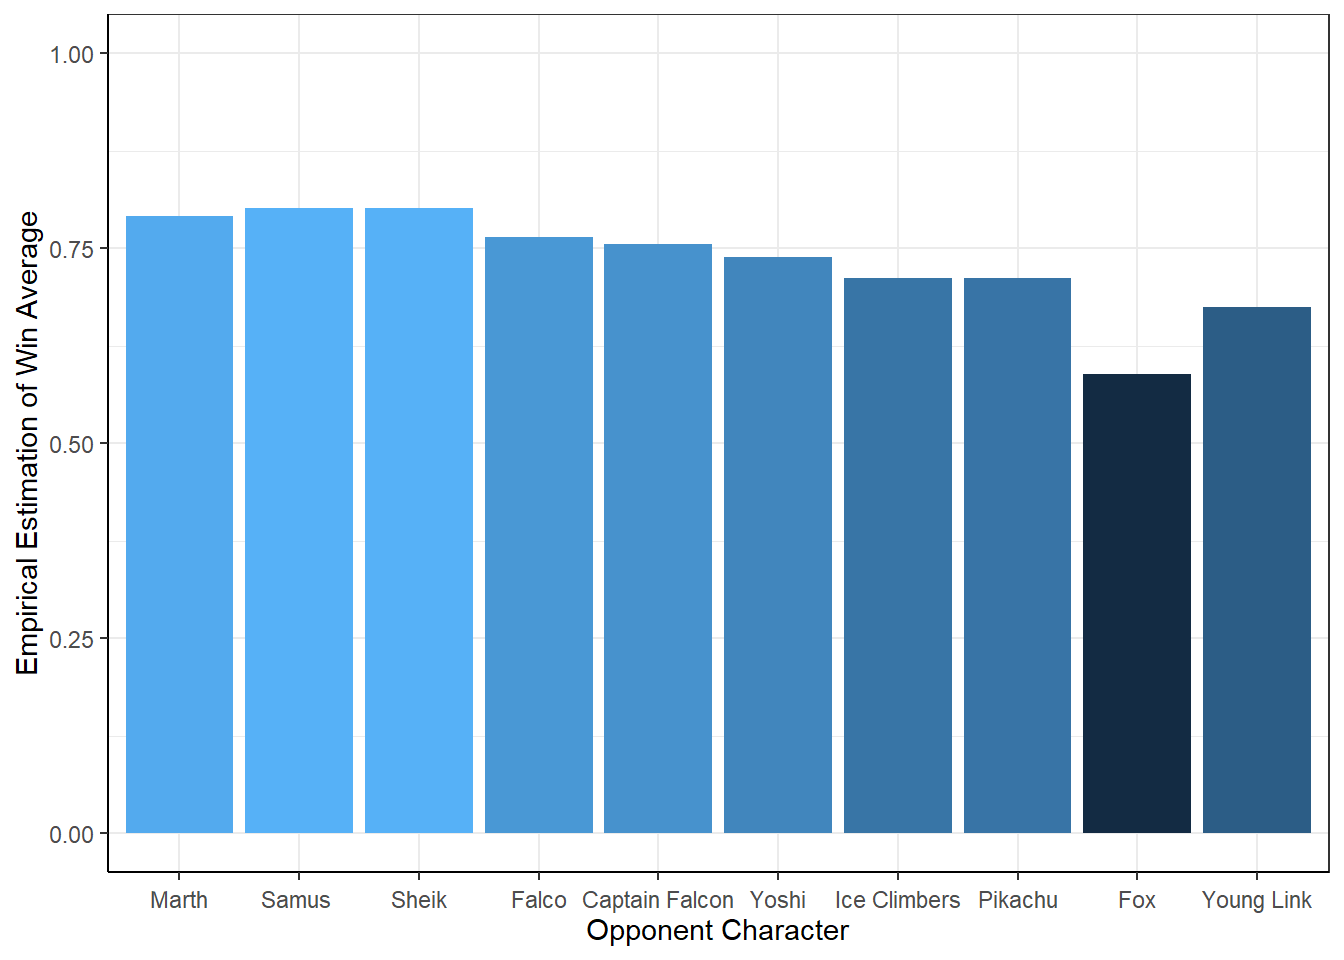 Empirical Estimation of Win Average
1.00
0.75
0.50
0.25
0.00
Marth Samus Sheik Falco Captain Falcon Yoshi Ice Climbers Pikachu Fox Young Link
Opponent Character